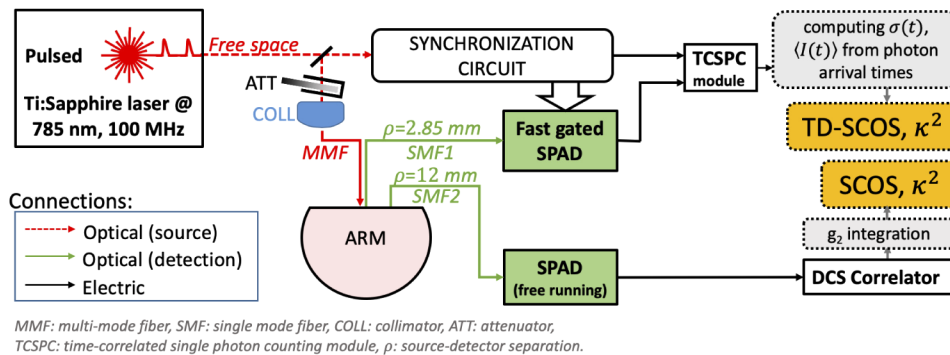 Pulsed
Ti:Sapphire laser @
785 nm, 100 MHz
Free space
ATT
COLL
MMF
SYNCHRONIZATION
CIRCUIT
TCSPC
module
computing σ(t),
⟨I(t)⟩ from photon
arrival times
Fast gated
SPAD
TD-SCOS, κ²
ρ=2.85 mm
SMF1
ρ=12 mm
SMF2
SCOS, κ²
g₂ integration
ARM
SPAD
(free running)
DCS Correlator
Connections:
Optical (source)
Optical (detection)
Electric
MMF: multi-mode fiber, SMF: single mode fiber, COLL: collimator, ATT: attenuator,
TCSPC: time-correlated single photon counting module, ρ: source-detector separation.